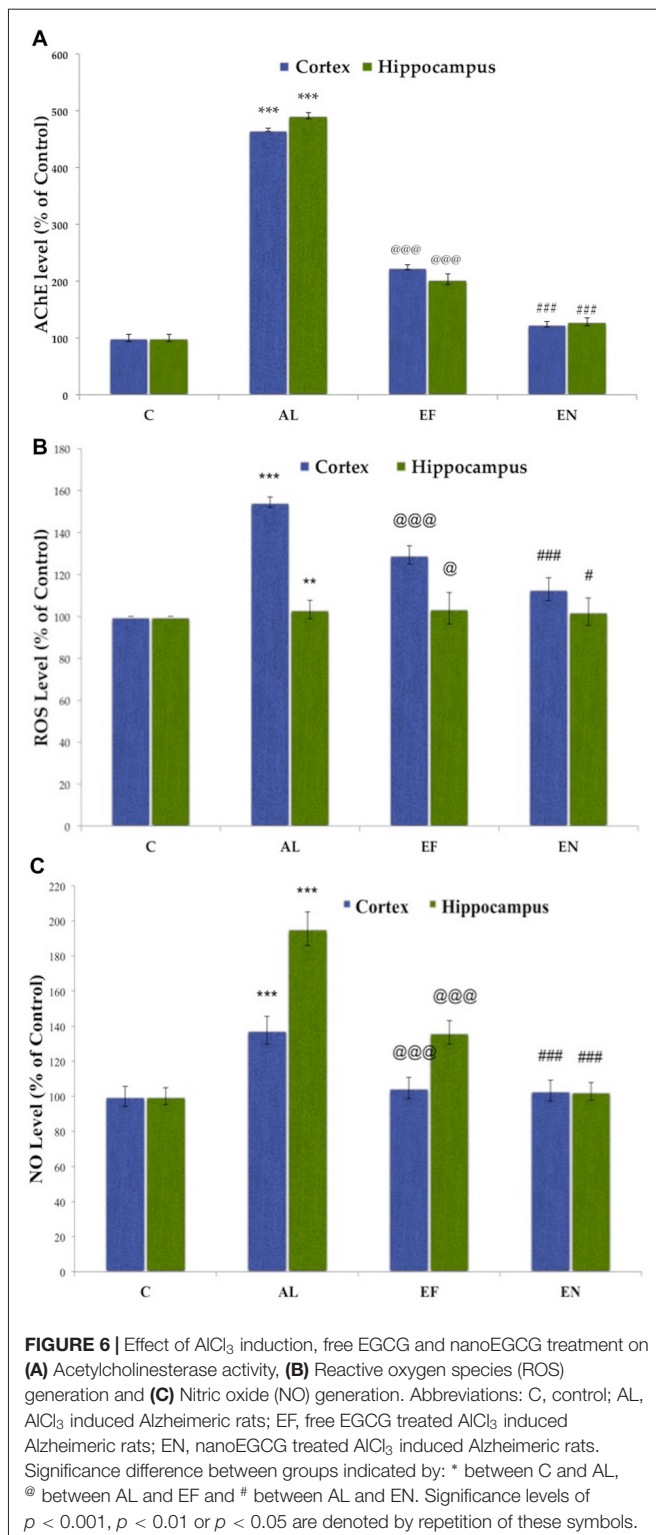 A
600
500
400
300
200
100
0
AChE level (% of Control)
Cortex Hippocampus
*** ***
@@@ @@@
### ###
C AL EF EN
B
180
160
140
120
100
80
60
40
20
0
ROS Level (% of Control)
Cortex Hippocampus
*** **
@@@ @
### #
C AL EF EN
C
220
200
180
160
140
120
100
80
60
40
20
0
NO Level (% of Control)
Cortex Hippocampus
*** ***
@@@ @@@
### ###
C AL EF EN
FIGURE 6 | Effect of AlCl₃ induction, free EGCG and nanoEGCG treatment on
(A) Acetylcholinesterase activity, (B) Reactive oxygen species (ROS)
generation and (C) Nitric oxide (NO) generation. Abbreviations: C, control; AL,
AlCl₃ induced Alzheimeric rats; EF, free EGCG treated AlCl₃ induced
Alzheimeric rats; EN, nanoEGCG treated AlCl₃ induced Alzheimeric rats.
Significance difference between groups indicated by: * between C and AL,
@ between AL and EF and # between AL and EN. Significance levels of
p < 0.001, p < 0.01 or p < 0.05 are denoted by repetition of these symbols.